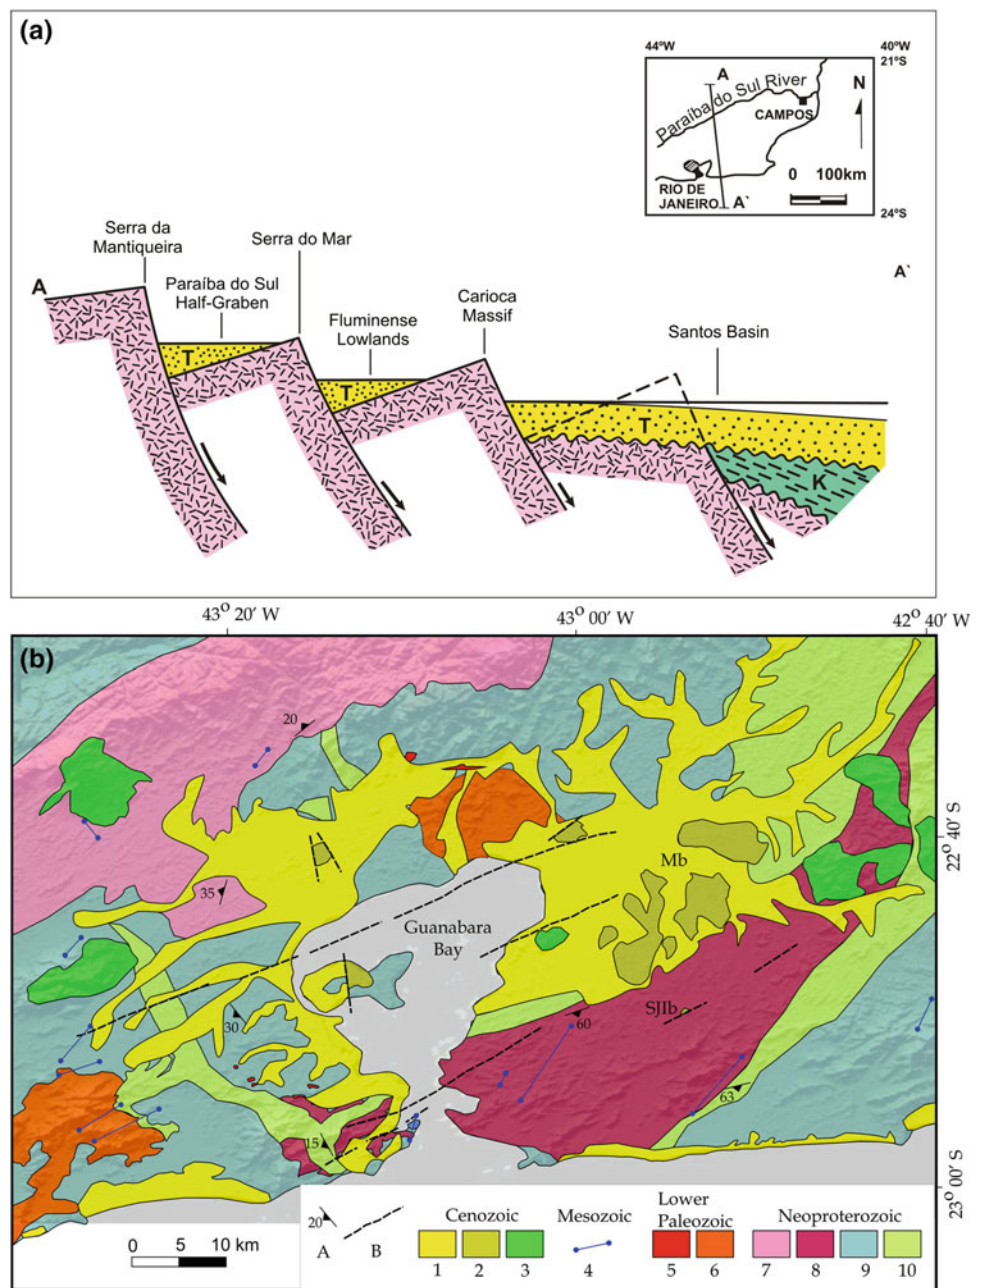 (a)
44ºW
40ºW
21ºS
A
N
Paraíba do Sul River
CAMPOS
0 100km
RIO DE
JANEIRO
A`
24ºS
Serra da
Mantiqueira
Serra do Mar
A`
A
Paraíba do Sul
Half-Graben
Carioca
Massif
Fluminense
Lowlands
Santos Basin
T
T
T
K
43º 20' W
43º 00' W
42º 40' W
(b)
20
22º 40' S
Mb
35
Guanabara
Bay
SJIb
60
30
63
15
23º 00' S
20
A
B
Cenozoic
Mesozoic
Lower
Paleozoic
Neoproterozoic
1 2 3 4 5 6 7 8 9 10
0 5 10 km